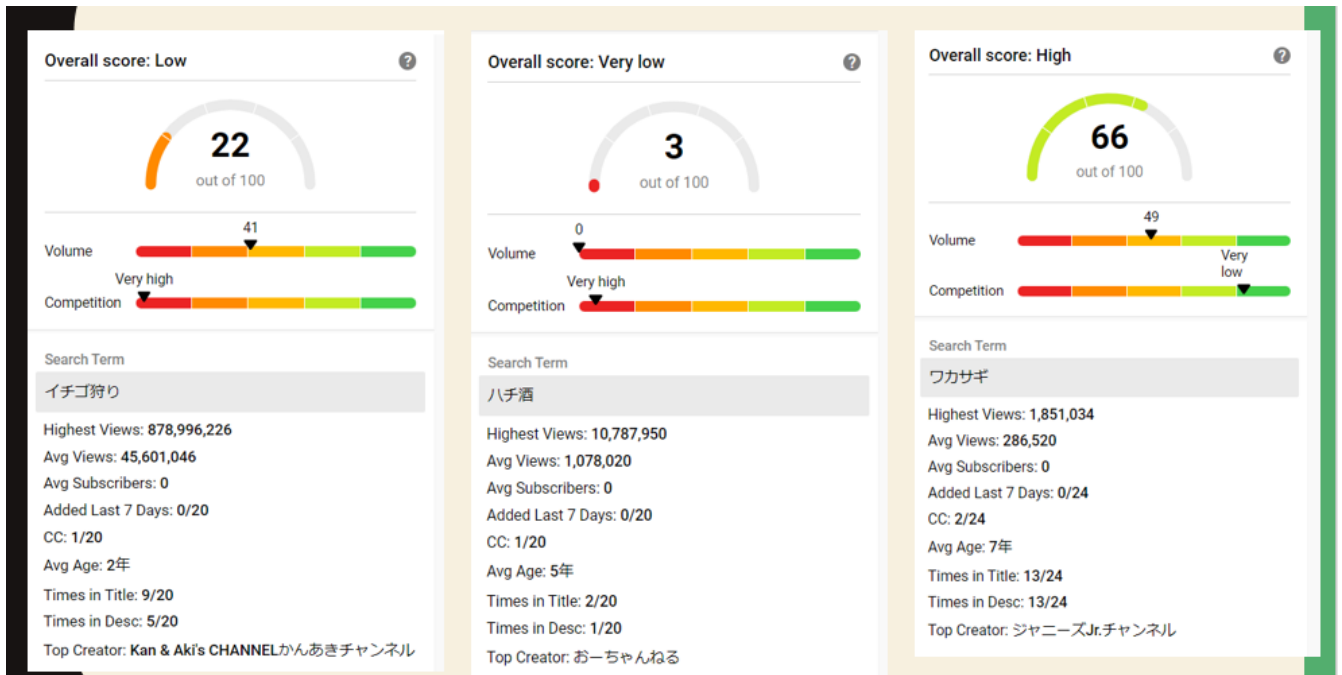 Overall score: Low
22
out of 100
41
Volume
Very high
Competition
Search Term
イチゴ狩り
Highest Views: 878,996,226
Avg Views: 45,601,046
Avg Subscribers: 0
Added Last 7 Days: 0/20
CC: 1/20
Avg Age: 2年
Times in Title: 9/20
Times in Desc: 5/20
Top Creator: Kan & Aki's CHANNELかんあきチャンネル
Overall score: Very low
3
out of 100
0
Volume
Very high
Competition
Search Term
ハチ酒
Highest Views: 10,787,950
Avg Views: 1,078,020
Avg Subscribers: 0
Added Last 7 Days: 0/20
CC: 1/20
Avg Age: 5年
Times in Title: 2/20
Times in Desc: 1/20
Top Creator: おーちゃんねる
Overall score: High
66
out of 100
49
Volume
Very
low
Competition
Search Term
ワカサギ
Highest Views: 1,851,034
Avg Views: 286,520
Avg Subscribers: 0
Added Last 7 Days: 0/24
CC: 2/24
Avg Age: 7年
Times in Title: 13/24
Times in Desc: 13/24
Top Creator: ジャニーズJr.チャンネル